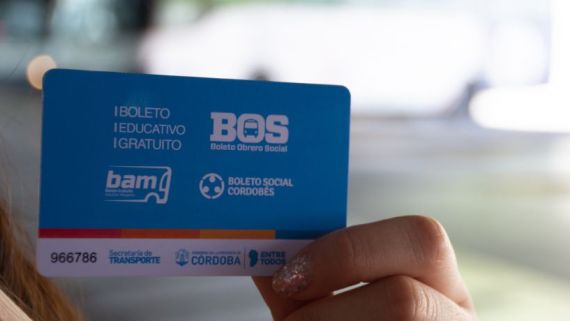 BOLETO
EDUCATIVO
GRATUITO
BOS
Boleto Obrero Social
bam
BOLETO SOCIAL
CORDOBÉS
966786
Secretaría de
TRANSPORTE
CÓRDOBA
ENTRE
TODOS